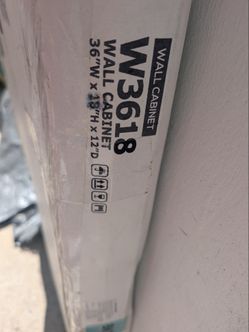 WALL CABINET
W3618
WALL CABINET
36"W x 18"H x 12"D